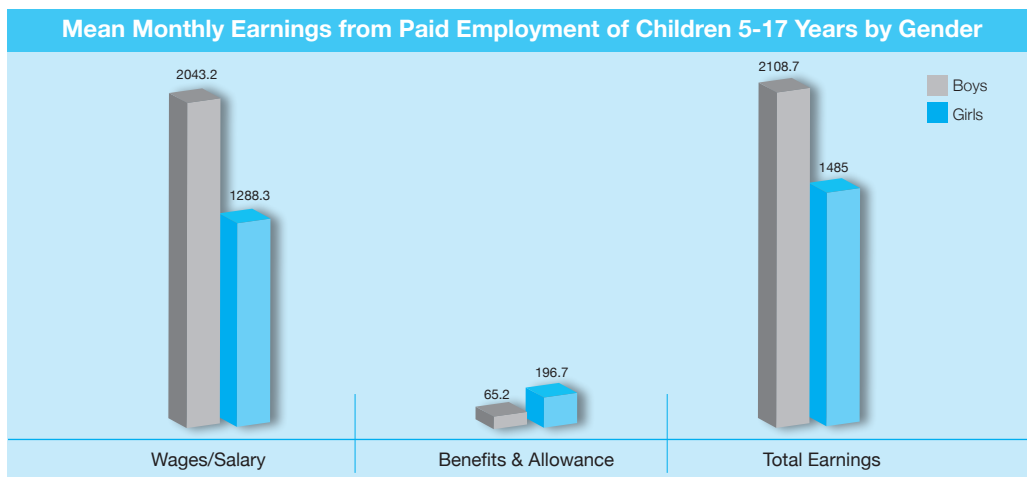 Mean Monthly Earnings from Paid Employment of Children 5-17 Years by Gender
2043.2
1288.3
65.2
196.7
2108.7
1485
Boys
Girls
Wages/Salary
Benefits & Allowance
Total Earnings